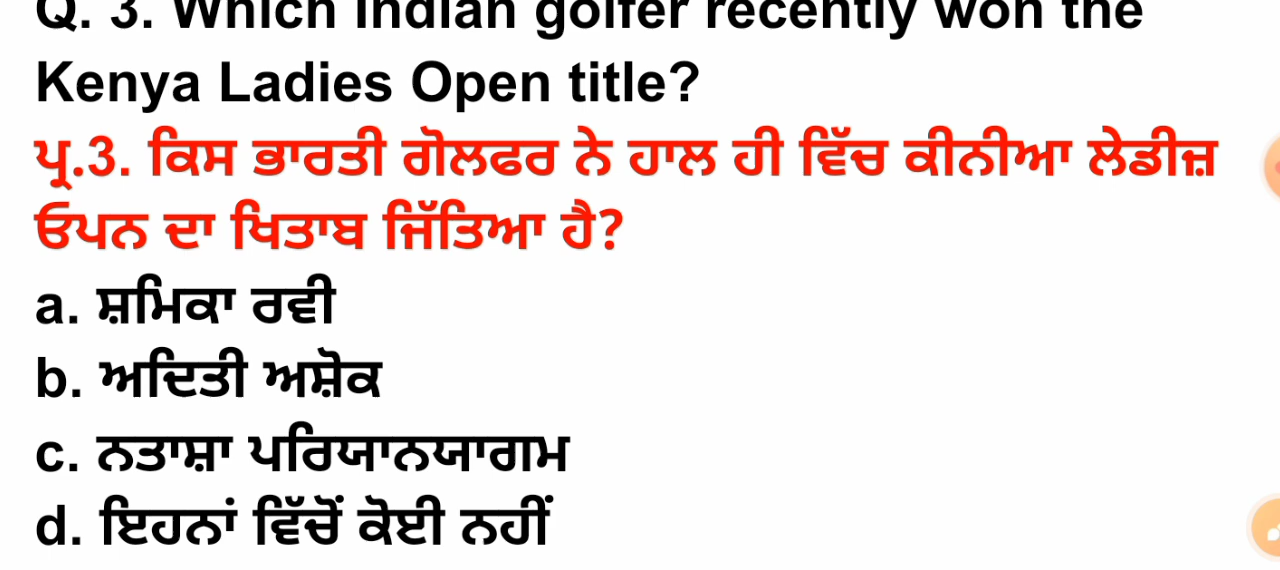 Q. 3. Which Indian golfer recently won the
Kenya Ladies Open title?
ਪ੍ਰ.3. ਕਿਸ ਭਾਰਤੀ ਗੋਲਫਰ ਨੇ ਹਾਲ ਹੀ ਵਿੱਚ ਕੀਨੀਆ ਲੇਡੀਜ਼
ਓਪਨ ਦਾ ਖਿਤਾਬ ਜਿੱਤਿਆ ਹੈ?
a. ਸ਼ਮਿਕਾ ਰਵੀ
b. ਅਦਿਤੀ ਅਸ਼ੋਕ
c. ਨਤਾਸ਼ਾ ਪਰਿਯਾਨਯਾਗਮ
d. ਇਹਨਾਂ ਵਿੱਚੋਂ ਕੋਈ ਨਹੀਂ